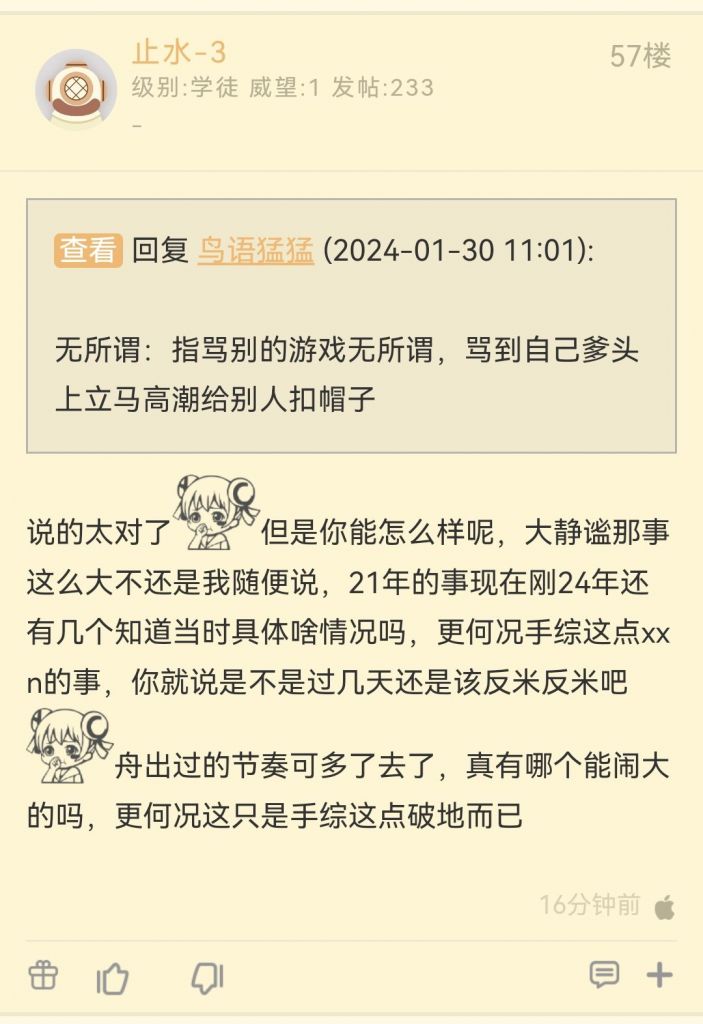 止水-3
57楼
级别:学徒 威望:1 发帖:233
-
查看 回复 鸟语猛猛 (2024-01-30 11:01):
无所谓：指骂别的游戏无所谓，骂到自己爹头
上立马高潮给别人扣帽子
说的太对了但是你能怎么样呢，大静谧那事
这么大不还是我随便说，21年的事现在刚24年还
有几个知道当时具体啥情况吗，更何况手综这点xx
n的事，你就说是不是过几天还是该反米反米吧
舟出过的节奏可多了去了，真有哪个能闹大
的吗，更何况这只是手综这点破地而已
16分钟前